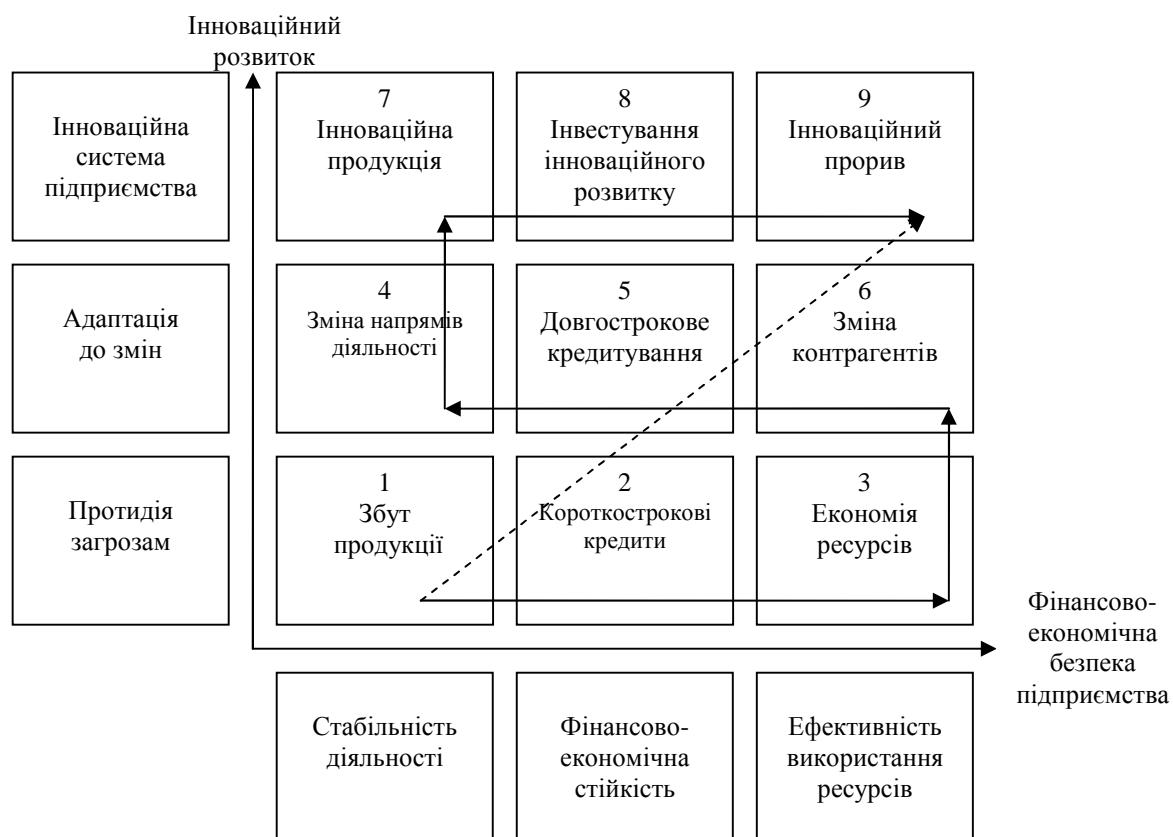 Інноваційний
розвиток
Інноваційна
система
підприємства
7
Інноваційна
продукція
8
Інвестування
інноваційного
розвитку
9
Інноваційний
прорив
Адаптація
до змін
4
Зміна напрямів
діяльності
5
Довгострокове
кредитування
6
Зміна
контрагентів
Протидія
загрозам
1
Збут
продукції
2
Короткострокові
кредити
3
Економія
ресурсів
Фінансово-
економічна
безпека
підприємства
Стабільність
діяльності
Фінансово-
економічна
стійкість
Ефективність
використання
ресурсів